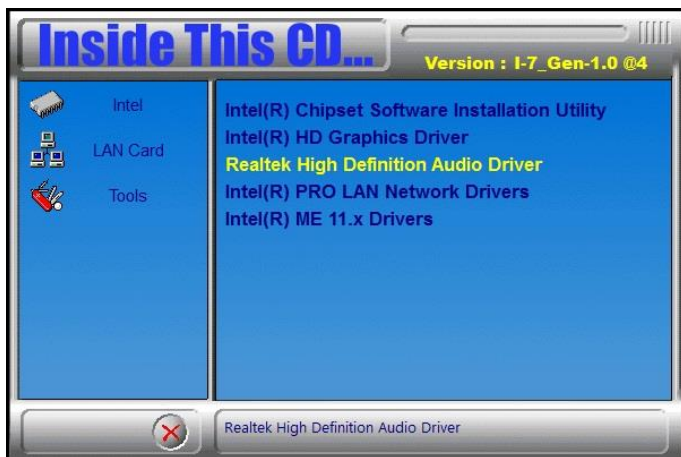 Inside This CD...
Version : I-7_Gen-1.0 @4
Intel
LAN Card
Tools
Intel(R) Chipset Software Installation Utility
Intel(R) HD Graphics Driver
Realtek High Definition Audio Driver
Intel(R) PRO LAN Network Drivers
Intel(R) ME 11.x Drivers
Realtek High Definition Audio Driver